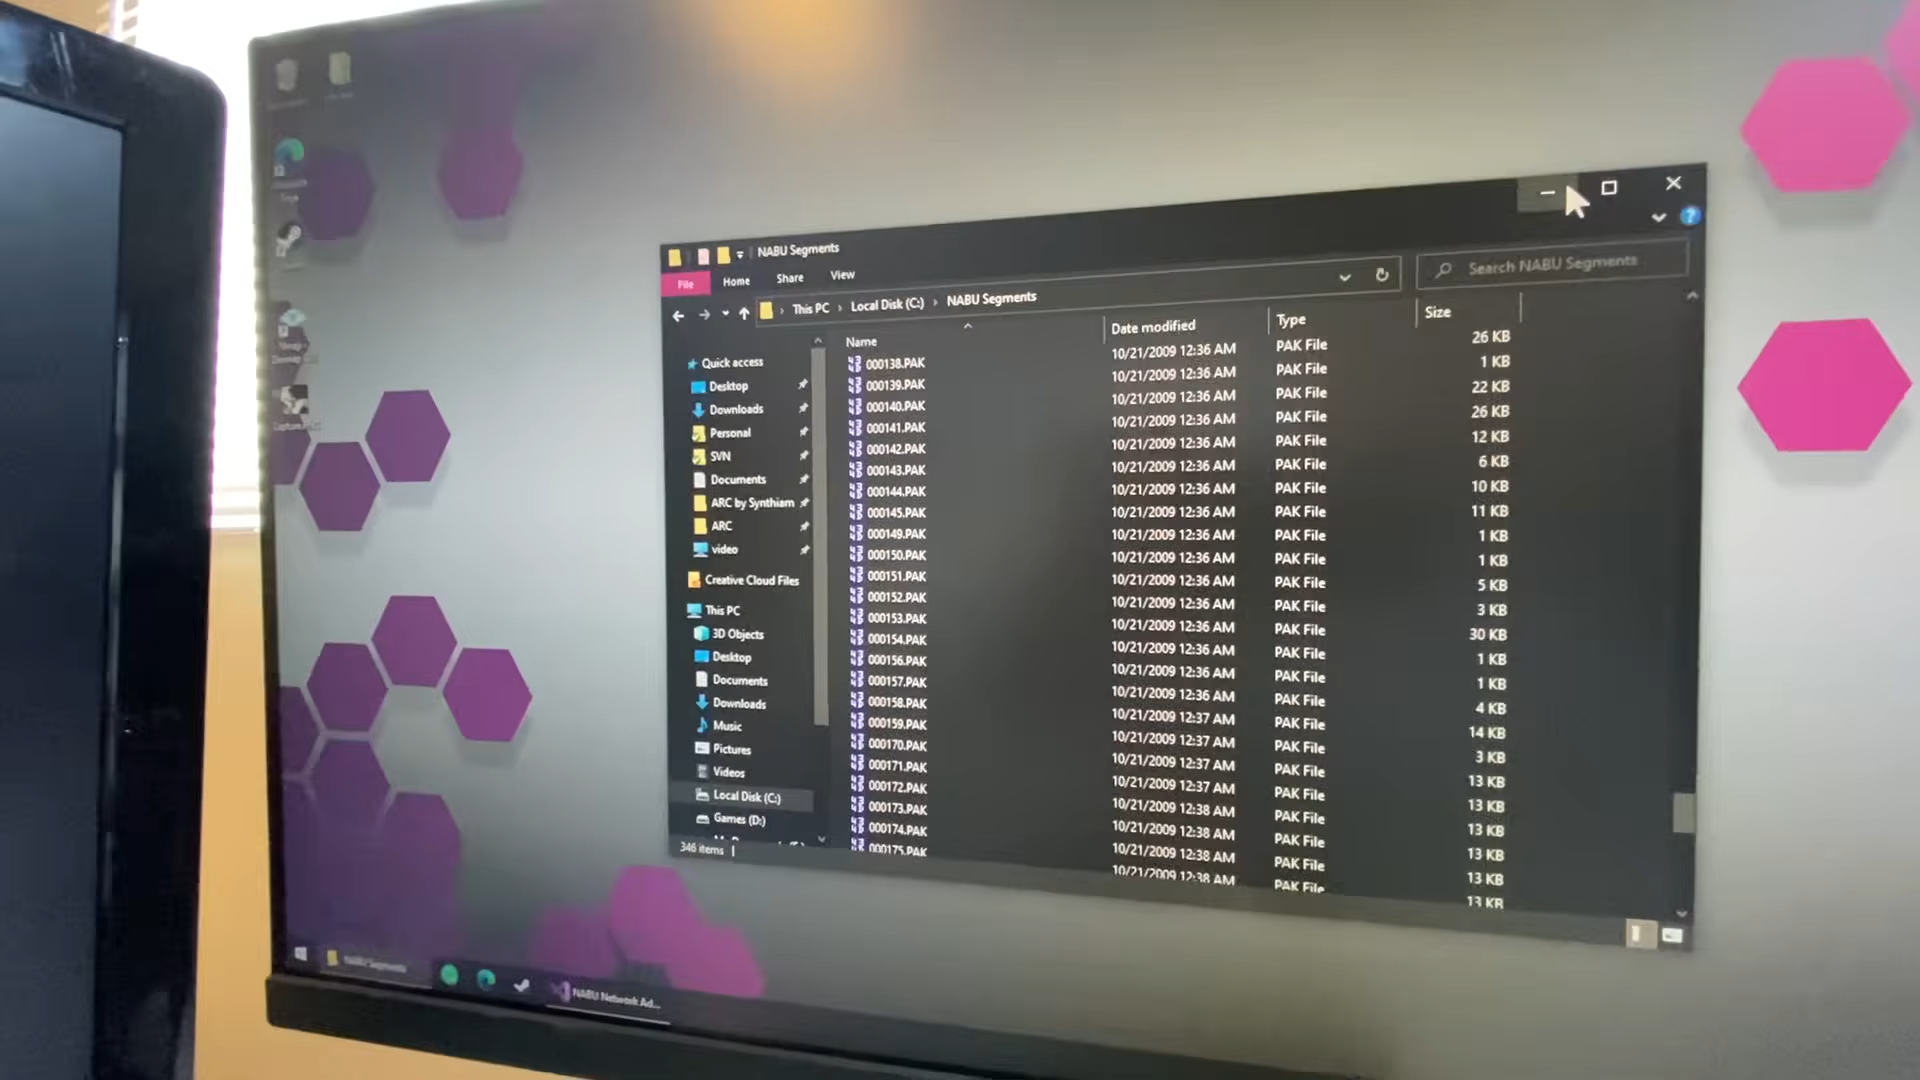 NABU Segments
File Home Share View
This PC › Local Disk (C:) › NABU Segments
Search NABU Segments
Name Date modified Type Size
Quick access
Desktop
Downloads
Personal
SVN
Documents
ARC by Synthiam
ARC
video
Creative Cloud Files
This PC
3D Objects
Desktop
Documents
Downloads
Music
Pictures
Videos
Local Disk (C:)
Games (D:)
346 items
000138.PAK 10/21/2009 12:36 AM PAK File 26 KB
000139.PAK 10/21/2009 12:36 AM PAK File 1 KB
000140.PAK 10/21/2009 12:36 AM PAK File 22 KB
000141.PAK 10/21/2009 12:36 AM PAK File 26 KB
000142.PAK 10/21/2009 12:36 AM PAK File 12 KB
000143.PAK 10/21/2009 12:36 AM PAK File 6 KB
000144.PAK 10/21/2009 12:36 AM PAK File 10 KB
000145.PAK 10/21/2009 12:36 AM PAK File 11 KB
000149.PAK 10/21/2009 12:36 AM PAK File 1 KB
000150.PAK 10/21/2009 12:36 AM PAK File 1 KB
000151.PAK 10/21/2009 12:36 AM PAK File 5 KB
000152.PAK 10/21/2009 12:36 AM PAK File 3 KB
000153.PAK 10/21/2009 12:36 AM PAK File 30 KB
000154.PAK 10/21/2009 12:36 AM PAK File 1 KB
000156.PAK 10/21/2009 12:36 AM PAK File 1 KB
000157.PAK 10/21/2009 12:36 AM PAK File 4 KB
000158.PAK 10/21/2009 12:37 AM PAK File 14 KB
000159.PAK 10/21/2009 12:37 AM PAK File 3 KB
000170.PAK 10/21/2009 12:37 AM PAK File 13 KB
000171.PAK 10/21/2009 12:37 AM PAK File 13 KB
000172.PAK 10/21/2009 12:38 AM PAK File 13 KB
000173.PAK 10/21/2009 12:38 AM PAK File 13 KB
000174.PAK 10/21/2009 12:38 AM PAK File 13 KB
000175.PAK 10/21/2009 12:38 AM PAK File 13 KB
NABU Segments
NABU Network Ad...